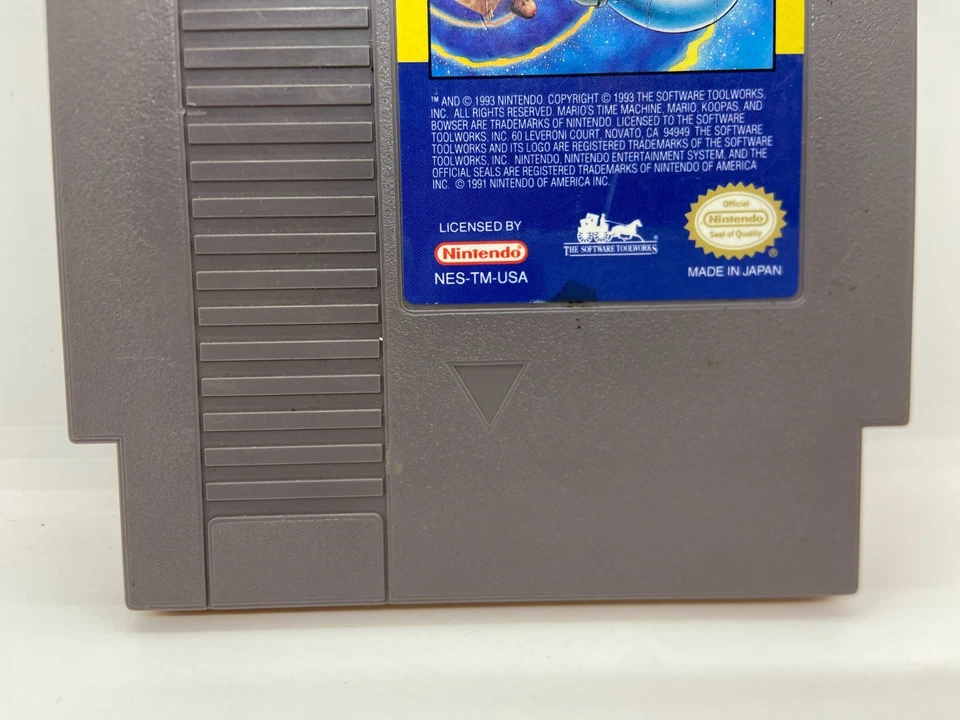 ™ AND © 1993 NINTENDO. COPYRIGHT © 1993 THE SOFTWARE TOOLWORKS,
INC. ALL RIGHTS RESERVED. MARIO'S TIME MACHINE, MARIO, KOOPAS, AND
BOWSER ARE TRADEMARKS OF NINTENDO. LICENSED TO THE SOFTWARE
TOOLWORKS, INC. 60 LEVERONI COURT, NOVATO, CA 94949. THE SOFTWARE
TOOLWORKS AND ITS LOGO ARE REGISTERED TRADEMARKS OF THE SOFTWARE
TOOLWORKS, INC. NINTENDO, NINTENDO ENTERTAINMENT SYSTEM, AND THE
OFFICIAL SEALS ARE REGISTERED TRADEMARKS OF NINTENDO OF AMERICA
INC. © 1991 NINTENDO OF AMERICA INC.
LICENSED BY
Nintendo®
NES-TM-USA
THE SOFTWARE TOOLWORKS®
Official
Nintendo
Seal of Quality
®
MADE IN JAPAN